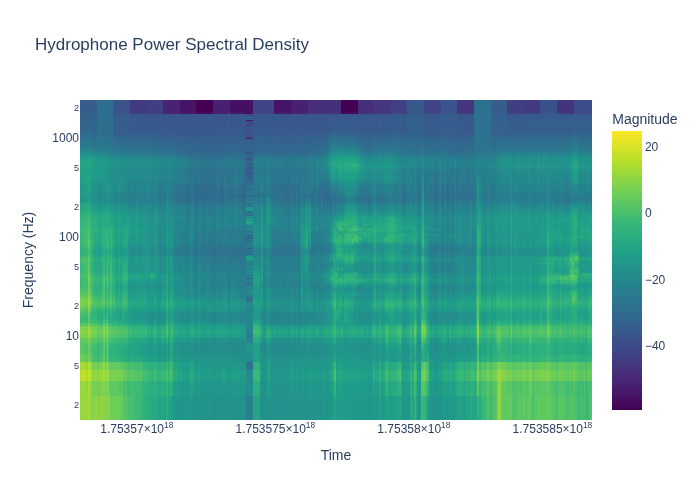 Hydrophone Power Spectral Density
Magnitude
20
0
−20
−40
Frequency (Hz)
2
1000
5
2
100
5
2
10
5
2
1.75357×10¹⁸ 1.753575×10¹⁸ 1.75358×10¹⁸ 1.753585×10¹⁸
Time